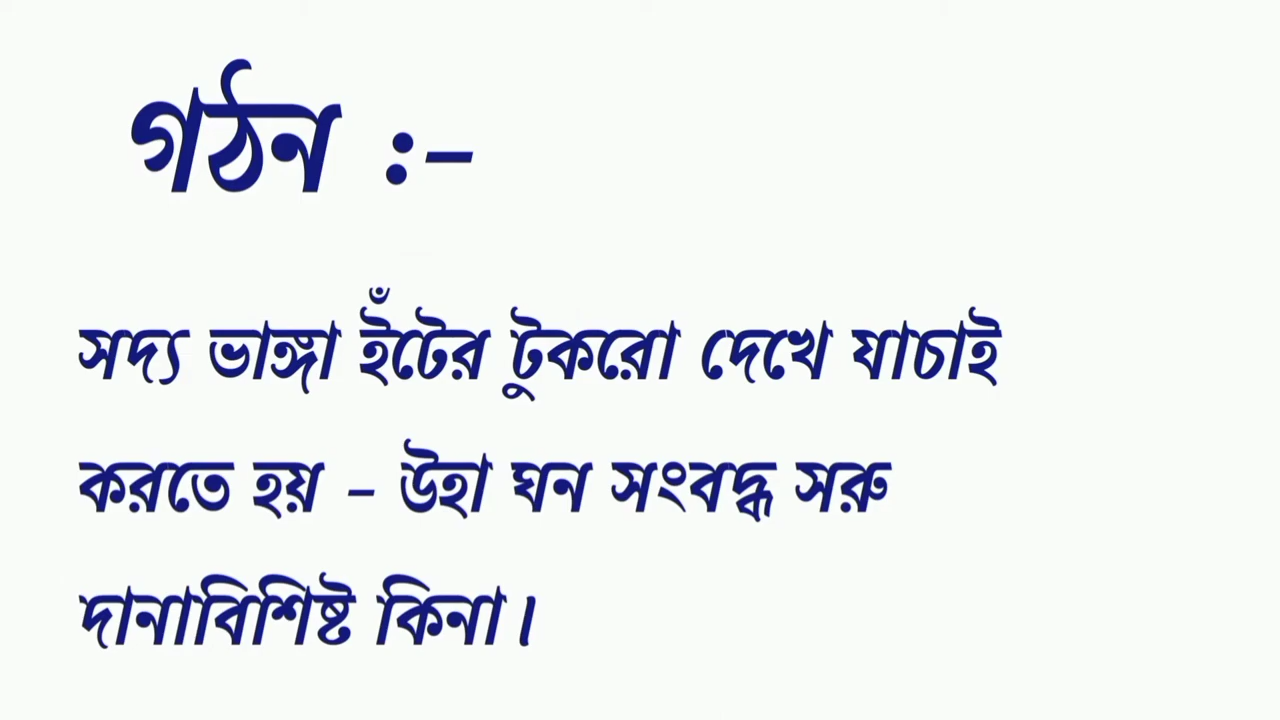 গঠন :–
সদ্য ভাঙ্গা ইঁটের টুকরো দেখে যাচাই
করতে হয় – উহা ঘন সংবদ্ধ সরু
দানাবিশিষ্ট কিনা।